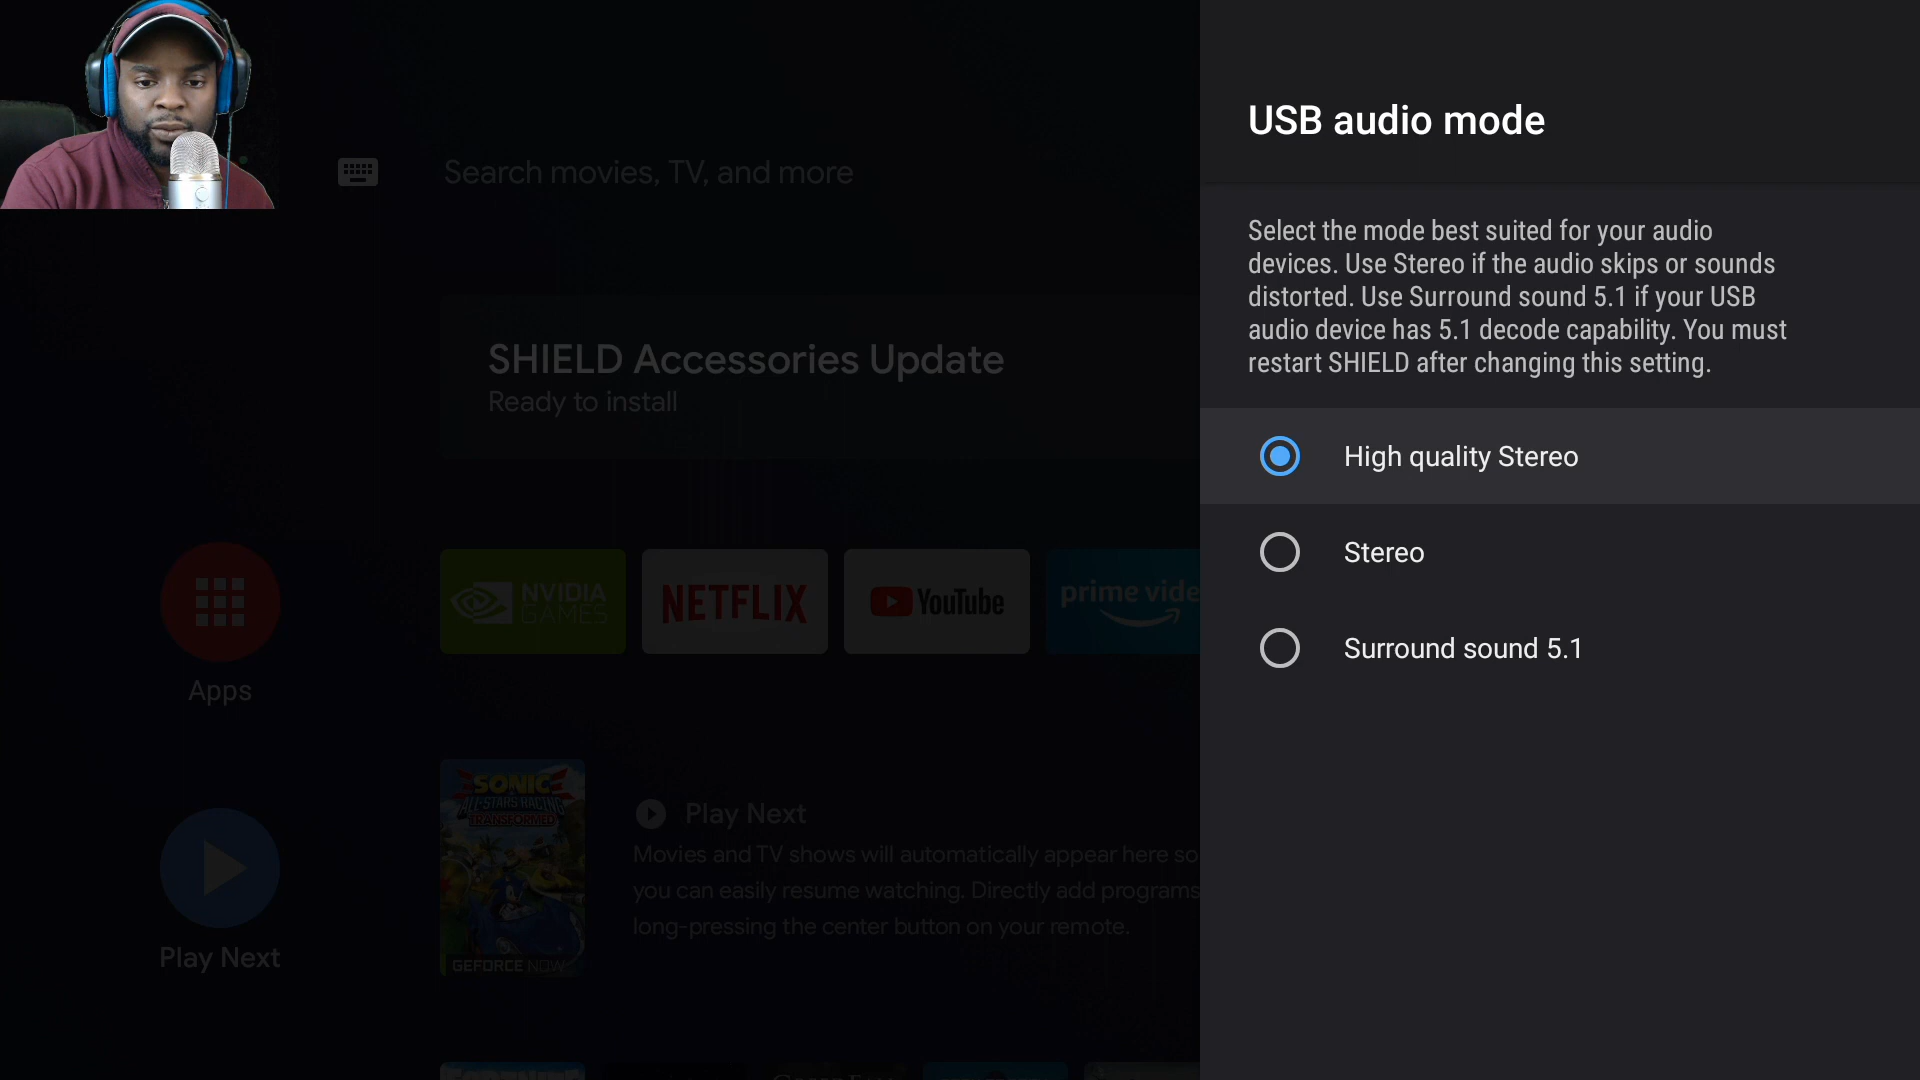 USB audio mode
Select the mode best suited for your audio
devices. Use Stereo if the audio skips or sounds
distorted. Use Surround sound 5.1 if your USB
audio device has 5.1 decode capability. You must
restart SHIELD after changing this setting.
High quality Stereo
Stereo
Surround sound 5.1
Search movies, TV, and more
SHIELD Accessories Update
Ready to install
Apps
NVIDIA
GAMES
NETFLIX
YouTube
prime vide
SONIC
ALL-STARS RACING
TRANSFORMED
GEFORCE NOW
Play Next
Movies and TV shows will automatically appear here so
you can easily resume watching. Directly add programs
long-pressing the center button on your remote.
Play Next